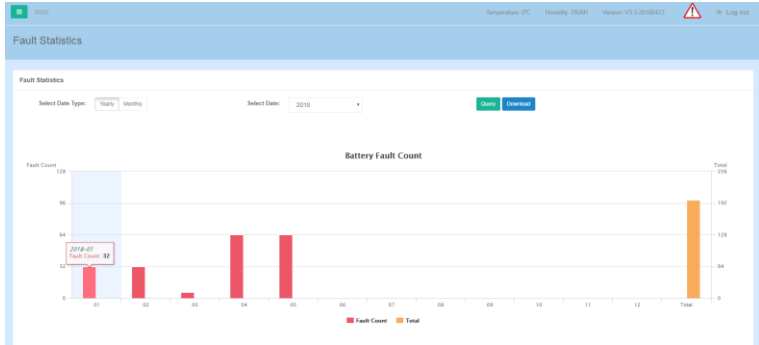 Temperature: 0°C Humidity: 0%RH Version: V3.3-20190423 Log out
Fault Statistics
Fault Statistics
Select Date Type: Yearly Monthly Select Date: 2018 Query Download
Battery Fault Count
Fault Count Total
128 256
96 192
64 128
2018-01
Fault Count: 32
32 64
0 0
01 02 03 04 05 06 07 08 09 10 11 12 Total
Fault Count Total